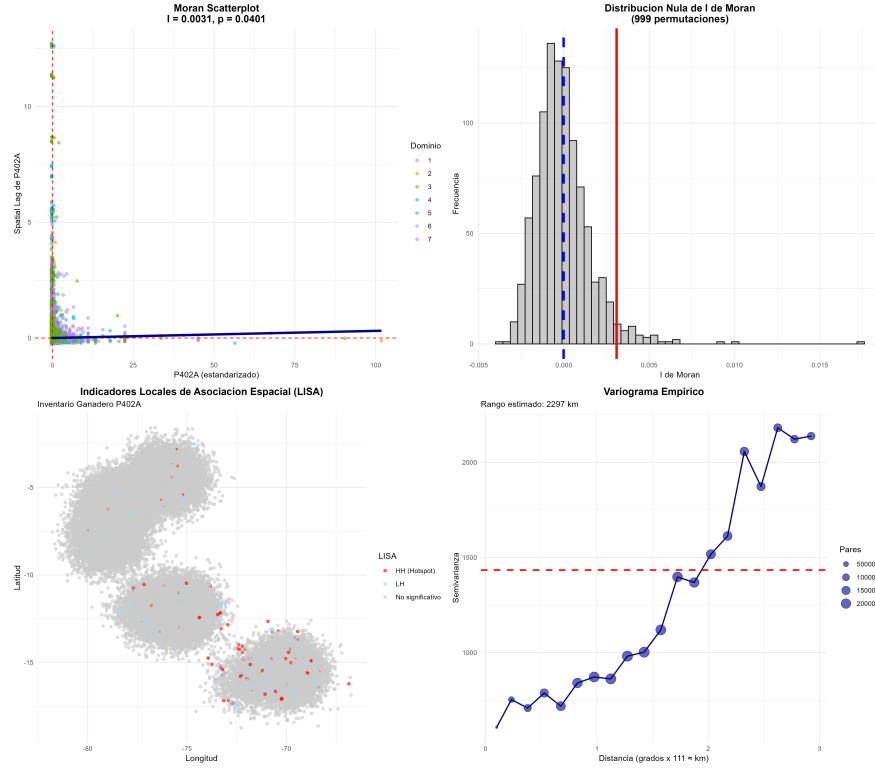 Moran Scatterplot
I = 0.0031, p = 0.0401
Spatial Lag de P402A
10
5
0
0
25
50
75
100
P402A (estandarizado)
Dominio
1
2
3
4
5
6
7
Distribucion Nula de I de Moran
(999 permutaciones)
Frecuencia
100
50
0
-0.005
0.000
0.005
0.010
0.015
I de Moran
Indicadores Locales de Asociacion Espacial (LISA)
Inventario Ganadero P402A
Latitud
-5
-10
-15
-80
-75
-70
Longitud
LISA
HH (Hotspot)
LH
No significativo
Variograma Empirico
Rango estimado: 2297 km
Semivarianza
2000
1500
1000
0
1
2
3
Distancia (grados x 111 ≈ km)
Pares
50000
10000
15000
20000